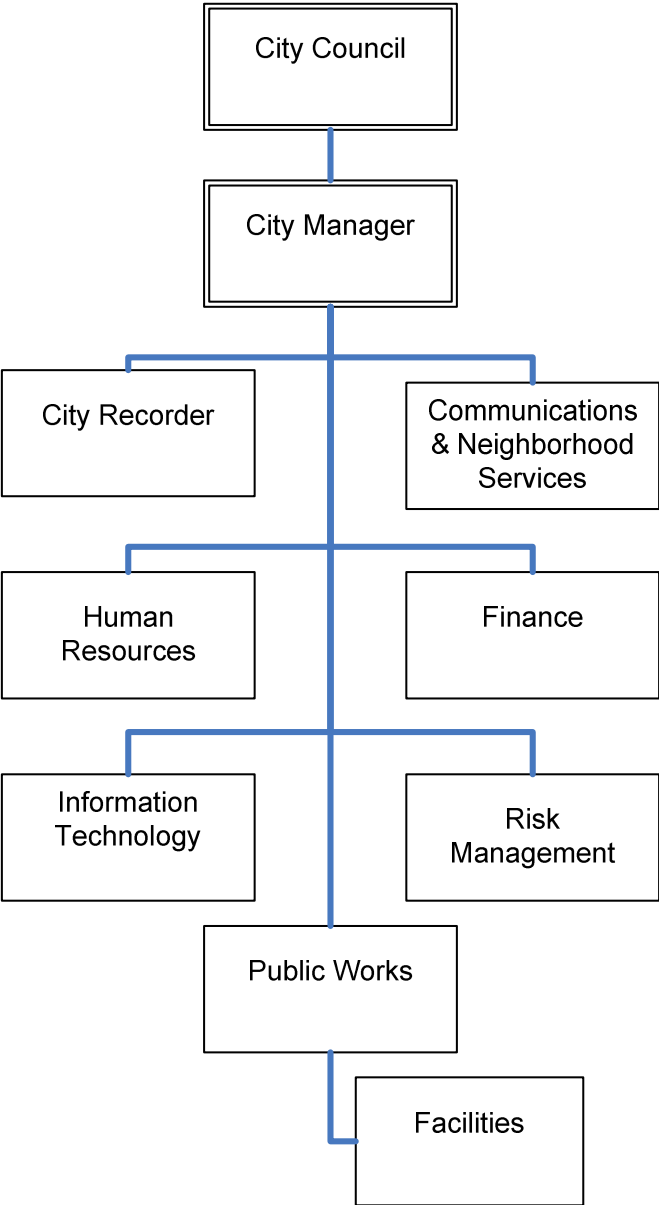 City Council
City Manager
City Recorder
Communications
& Neighborhood
Services
Human
Resources
Finance
Information
Technology
Risk
Management
Public Works
Facilities